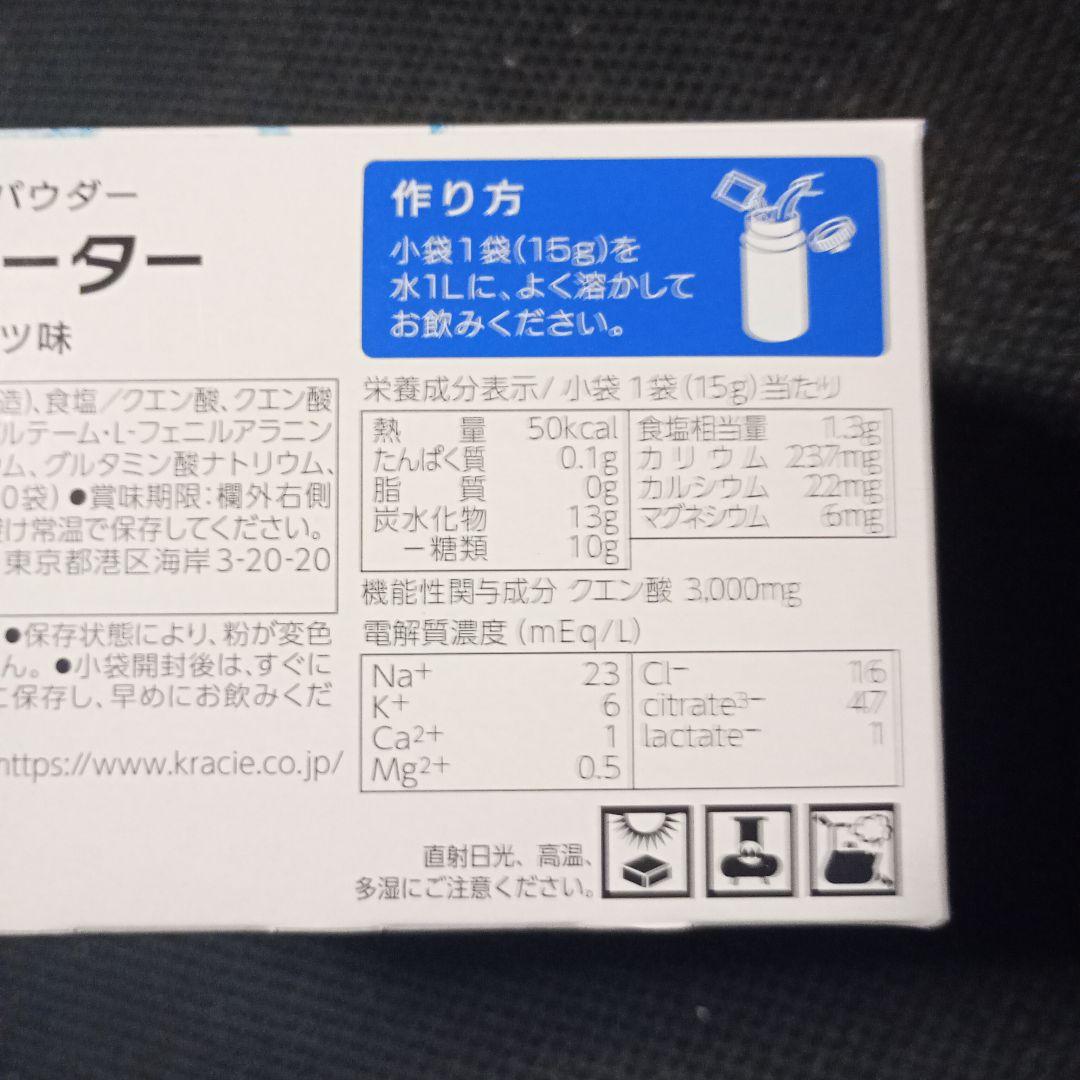 パウダー
ーター
ツ味
造)、食塩／クエン酸、クエン酸
ルテーム・L-フェニルアラニン
ム、グルタミン酸ナトリウム、
0袋) ●賞味期限：欄外右側
け常温で保存してください。
東京都港区海岸3-20-20
●保存状態により、粉が変色
ん。●小袋開封後は、すぐに
に保存し、早めにお飲みくだ
https://www.kracie.co.jp/
作り方
小袋1袋(15g)を
水1Lに、よく溶かして
お飲みください。
栄養成分表示/ 小袋1袋(15g)当たり
熱量 50kcal
たんぱく質 0.1g
脂質 0g
炭水化物 13g
－糖類 10g
食塩相当量 1.3g
カリウム 237mg
カルシウム 22mg
マグネシウム 6mg
機能性関与成分 クエン酸 3,000mg
電解質濃度 (mEq/L)
Na+ 23
K+ 6
Ca2+ 1
Mg2+ 0.5
Cl− 16
citrate3− 47
lactate− 1
直射日光、高温、
多湿にご注意ください。